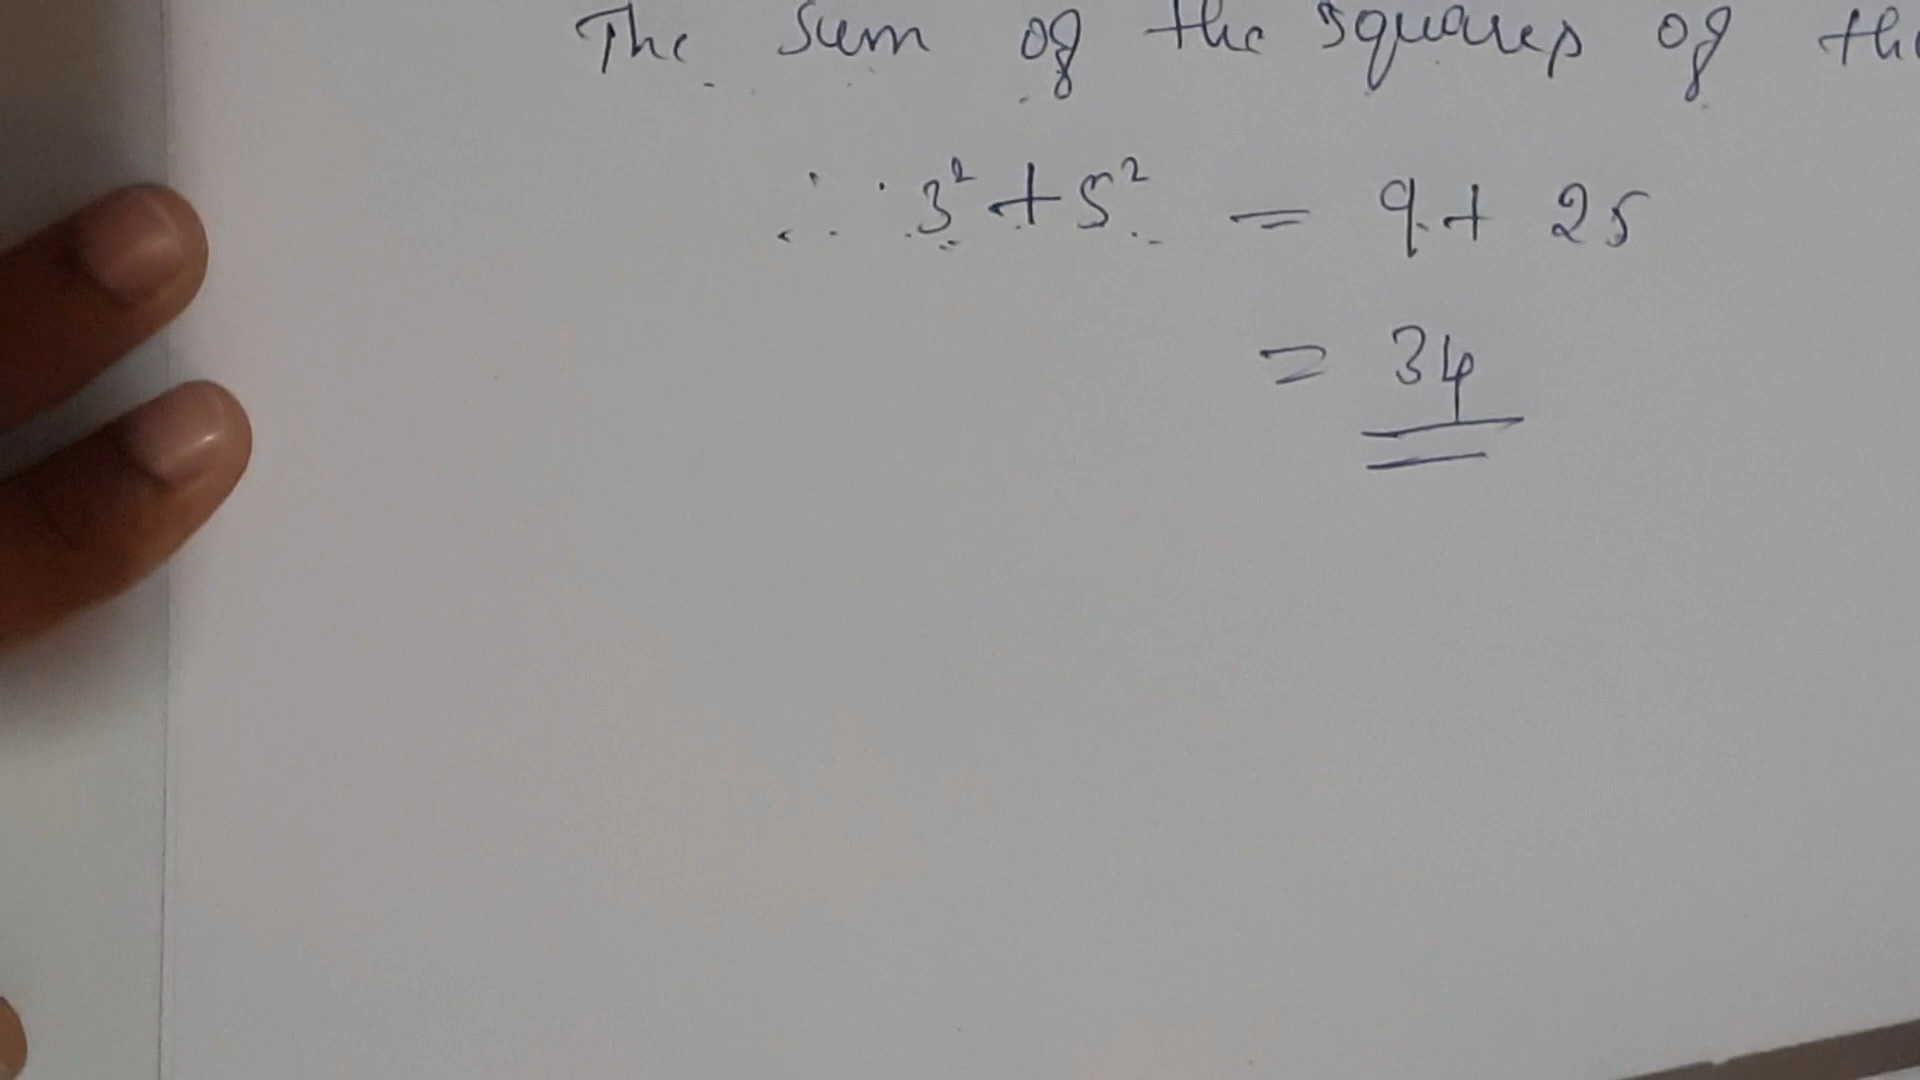 The sum of the squares of the
∴ 3² + 5² = 9 + 25
= 34